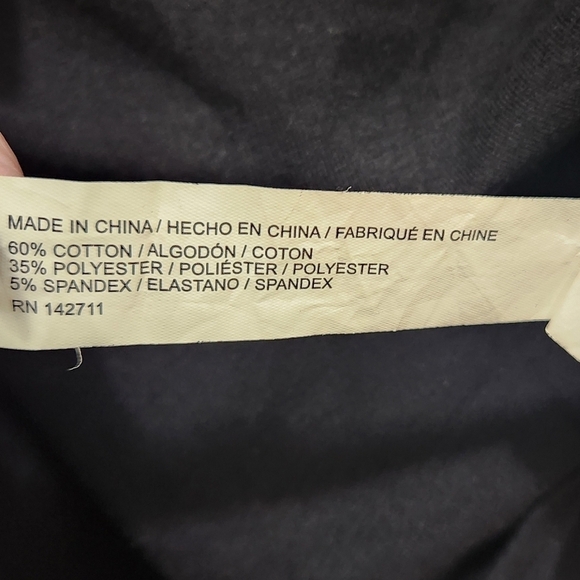 MADE IN CHINA / HECHO EN CHINA / FABRIQUÉ EN CHINE
60% COTTON / ALGODÓN / COTON
35% POLYESTER / POLIÉSTER / POLYESTER
5% SPANDEX / ELASTANO / SPANDEX
RN 142711